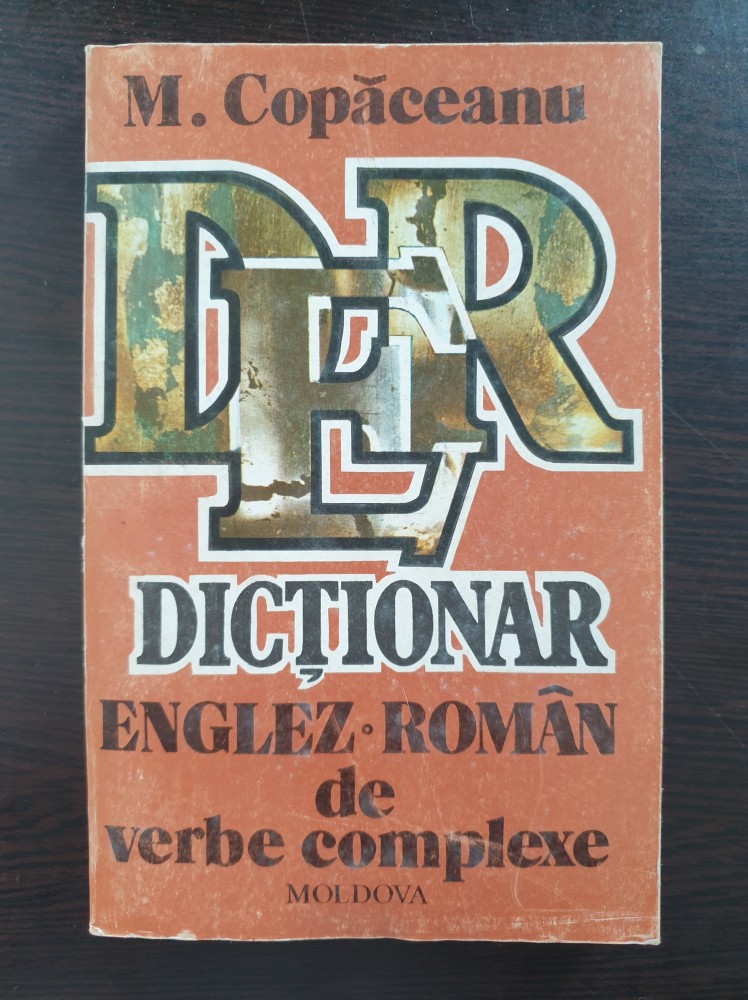 M. Copăceanu
DER
DICȚIONAR
ENGLEZ • ROMÂN
de
verbe complexe
MOLDOVA